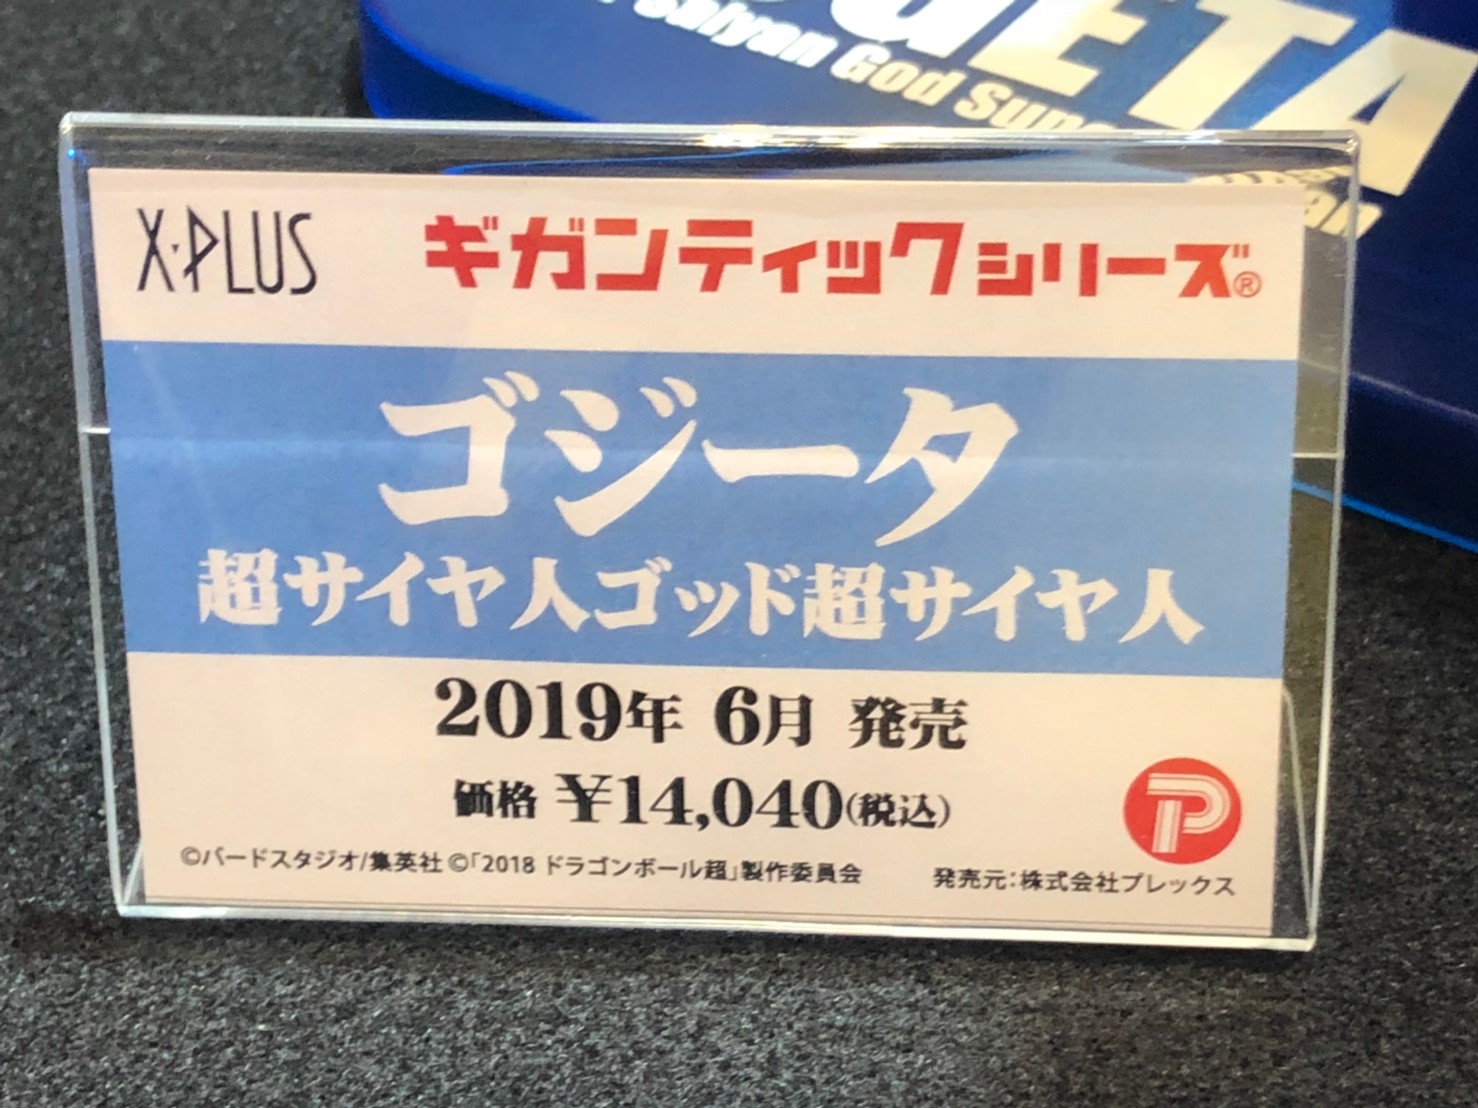 GETA
Saiyan God Super
X-PLUS ギガンティックシリーズ®
ゴジータ
超サイヤ人ゴッド超サイヤ人
2019年 6月 発売
価格 ¥14,040(税込)
©バードスタジオ/集英社 ©「2018 ドラゴンボール超」製作委員会 発売元:株式会社プレックス